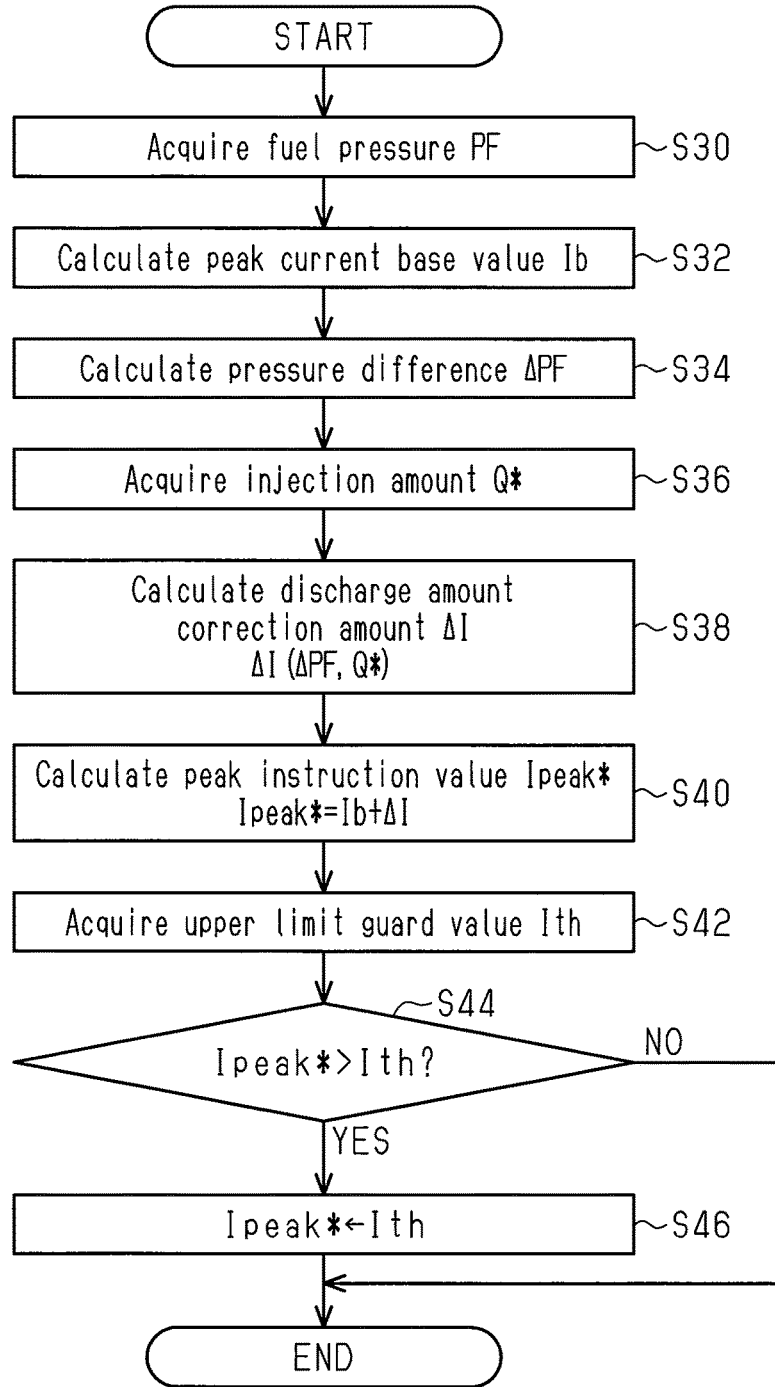 START
Acquire fuel pressure PF
S30
Calculate peak current base value Ib
S32
Calculate pressure difference ΔPF
S34
Acquire injection amount Q*
S36
Calculate discharge amount
correction amount ΔI
ΔI (ΔPF, Q*)
S38
Calculate peak instruction value Ipeak*
Ipeak*=Ib+ΔI
S40
Acquire upper limit guard value Ith
S42
S44
Ipeak*>Ith?
NO
YES
Ipeak*←Ith
S46
END